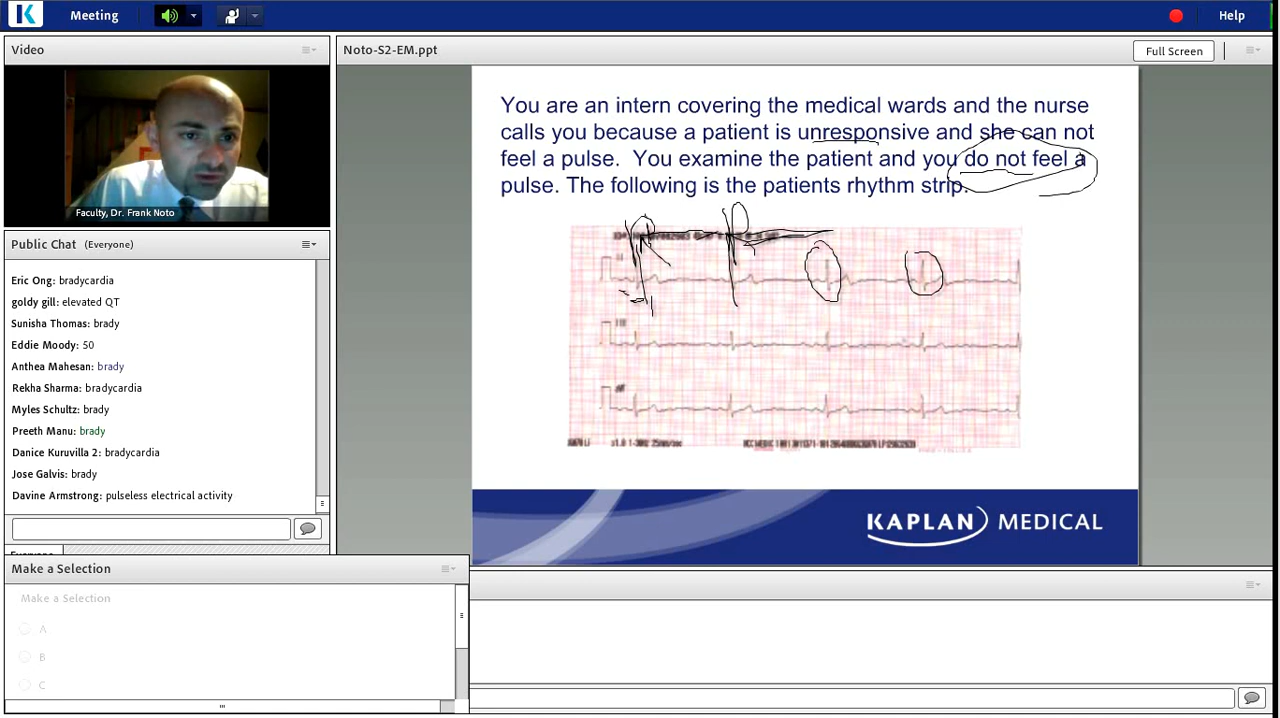 K
Meeting
Help
Video
Noto-S2-EM.ppt
Full Screen
Faculty, Dr. Frank Noto
Public Chat (Everyone)
Eric Ong: bradycardia
goldy gill: elevated QT
Sunisha Thomas: brady
Eddie Moody: 50
Anthea Mahesan: brady
Rekha Sharma: bradycardia
Myles Schultz: brady
Preeth Manu: brady
Danice Kuruvilla 2: bradycardia
Jose Galvis: brady
Davine Armstrong: pulseless electrical activity
Everyone
Make a Selection
Make a Selection
A
B
C
You are an intern covering the medical wards and the nurse
calls you because a patient is unresponsive and she can not
feel a pulse. You examine the patient and you do not feel a
pulse. The following is the patients rhythm strip.
II
III
KAPLAN MEDICAL